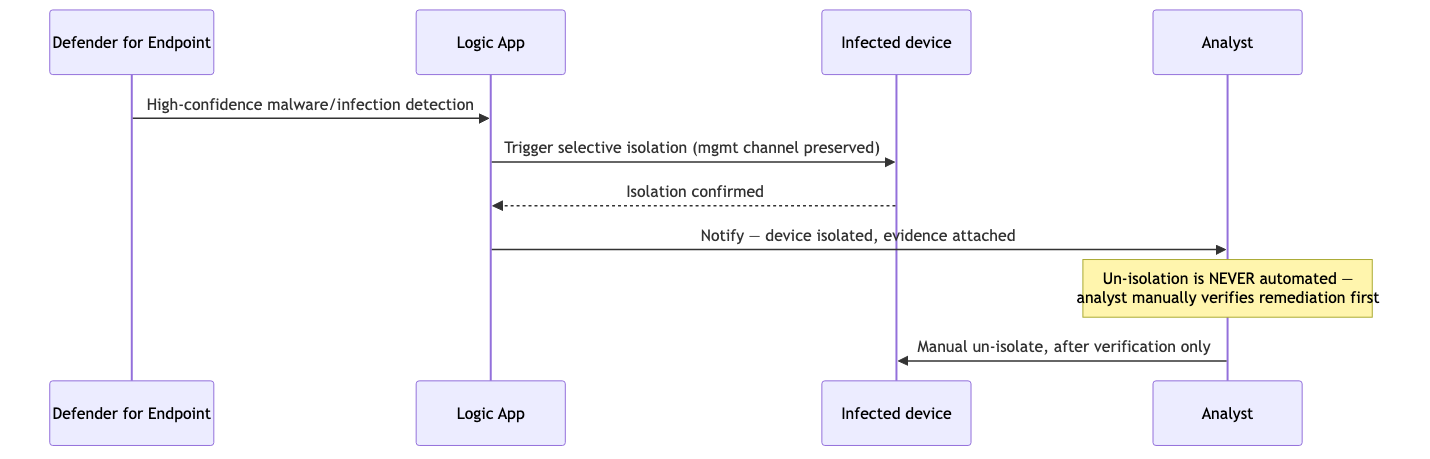 Defender for Endpoint
Logic App
Infected device
Analyst
High-confidence malware/infection detection
Trigger selective isolation (mgmt channel preserved)
Isolation confirmed
Notify — device isolated, evidence attached
Un-isolation is NEVER automated —
analyst manually verifies remediation first
Manual un-isolate, after verification only
Defender for Endpoint
Logic App
Infected device
Analyst